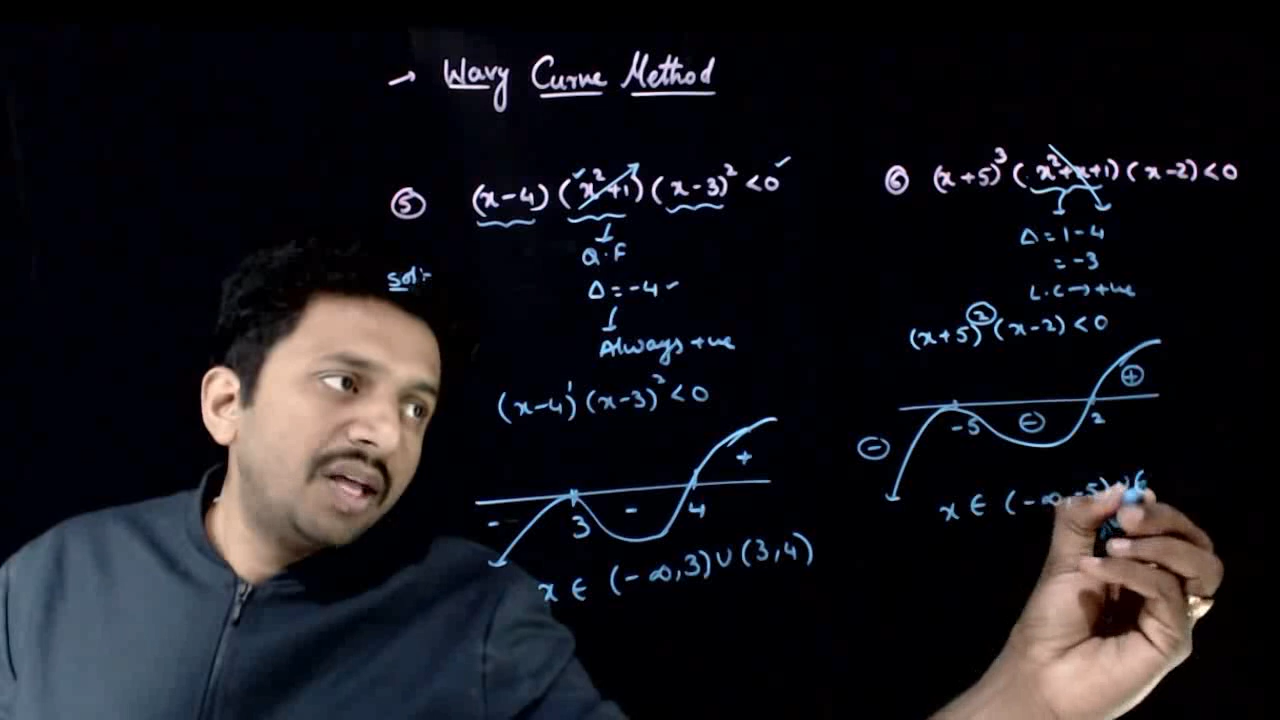 → Wavy Curve Method
⑤ (x-4) (x²+1) (x-3)² <0
Q.F
Sol:-
Δ = -4
Always +ve
(x-4)¹ (x-3)² < 0
- 3 - 4 +
x ∈ (-∞, 3) ∪ (3, 4)
⑥ (x+5)³ (x²+x+1) (x-2) < 0
Δ = 1-4
= -3
L.C → +ve
(x+5)² (x-2) < 0
- -5 - 2 +
x ∈ (-∞, -5) ∪ (